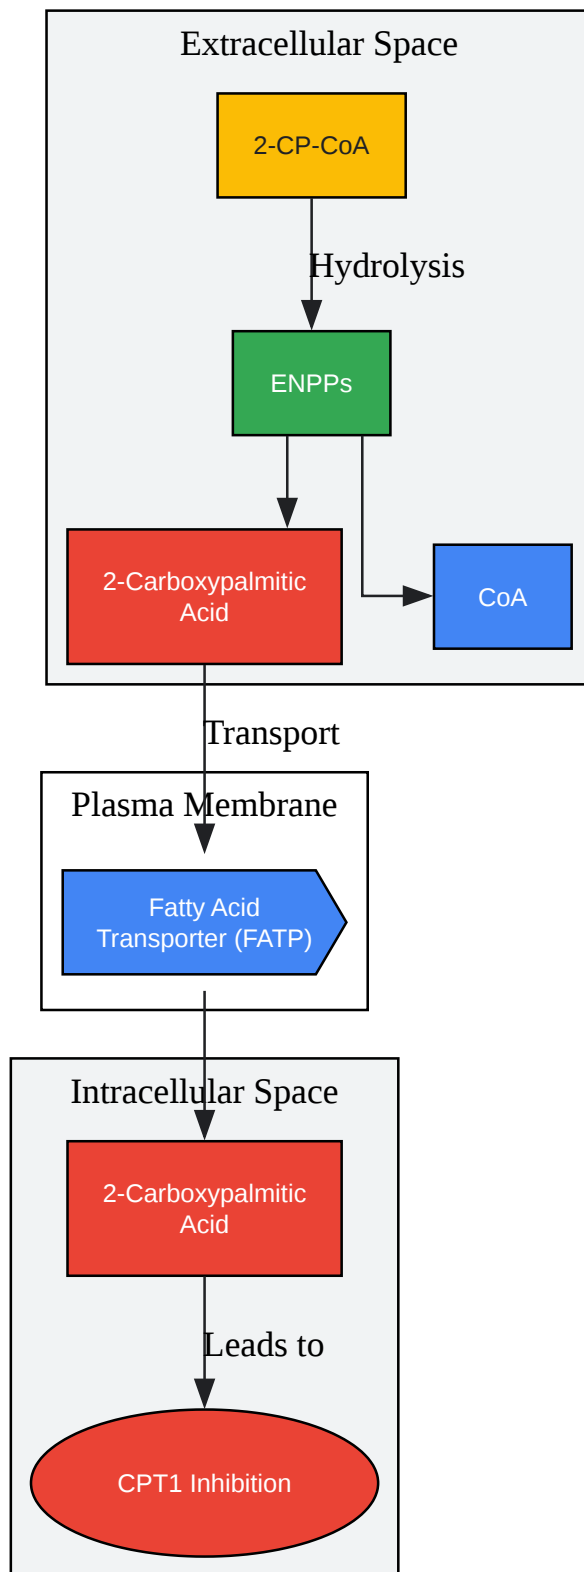 Extracellular Space
2-CP-CoA
Hydrolysis
ENPPs
2-Carboxypalmitic
Acid
CoA
Transport
Plasma Membrane
Fatty Acid
Transporter (FATP)
Intracellular Space
2-Carboxypalmitic
Acid
Leads to
CPT1 Inhibition